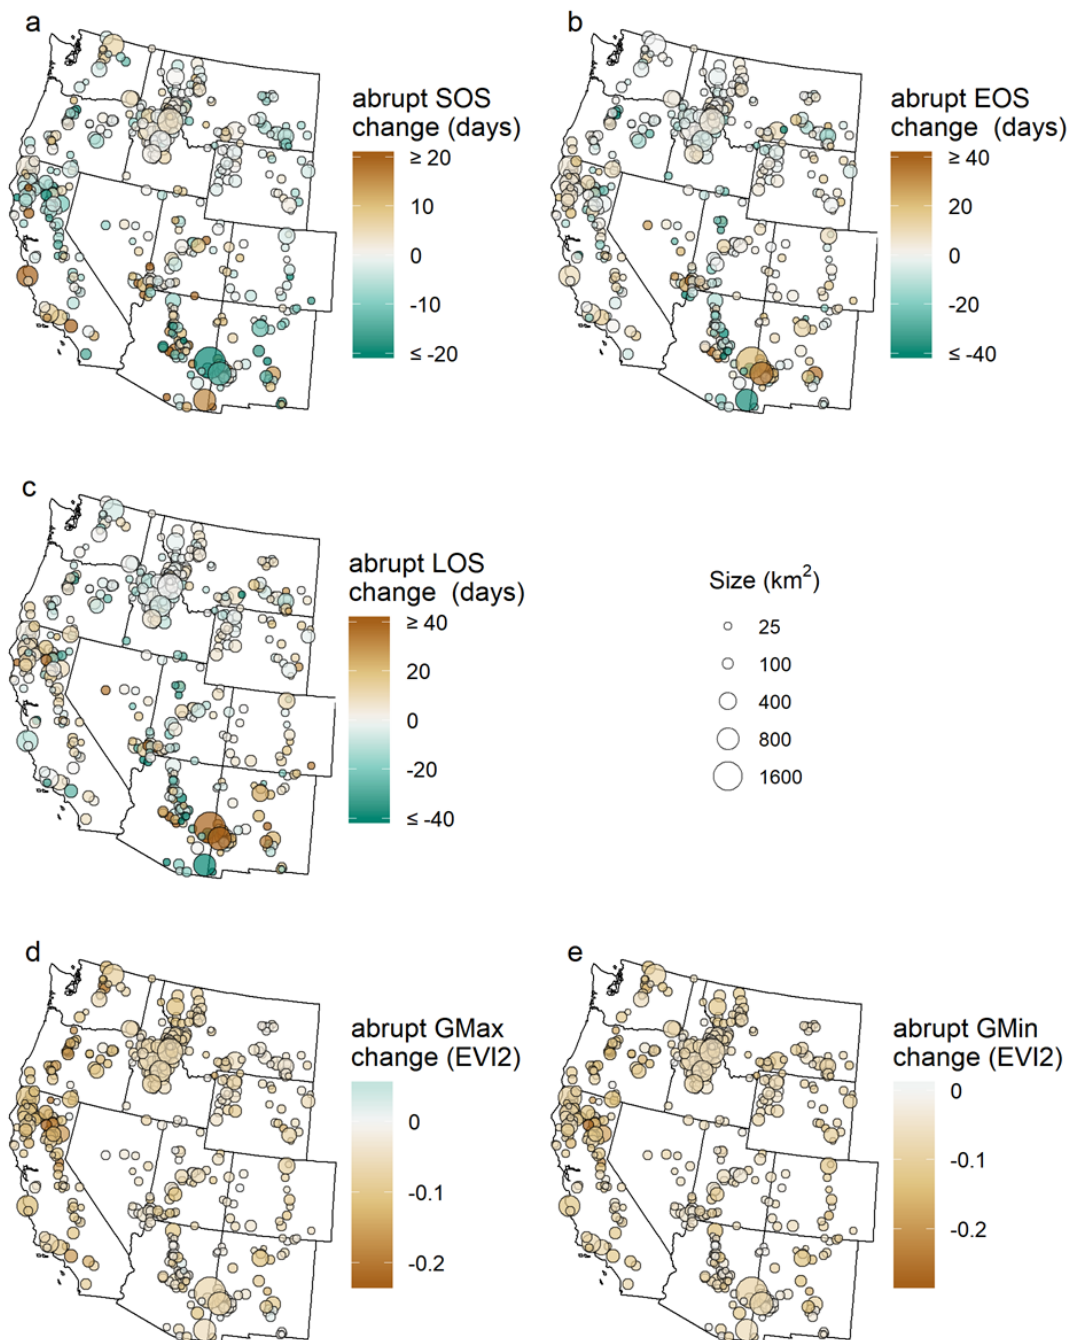 a
abrupt SOS
change (days)
≥ 20
10
0
-10
≤ -20
b
abrupt EOS
change (days)
≥ 40
20
0
-20
≤ -40
c
abrupt LOS
change (days)
≥ 40
20
0
-20
≤ -40
Size (km²)
25
100
400
800
1600
d
abrupt GMax
change (EVI2)
0
-0.1
-0.2
e
abrupt GMin
change (EVI2)
0
-0.1
-0.2